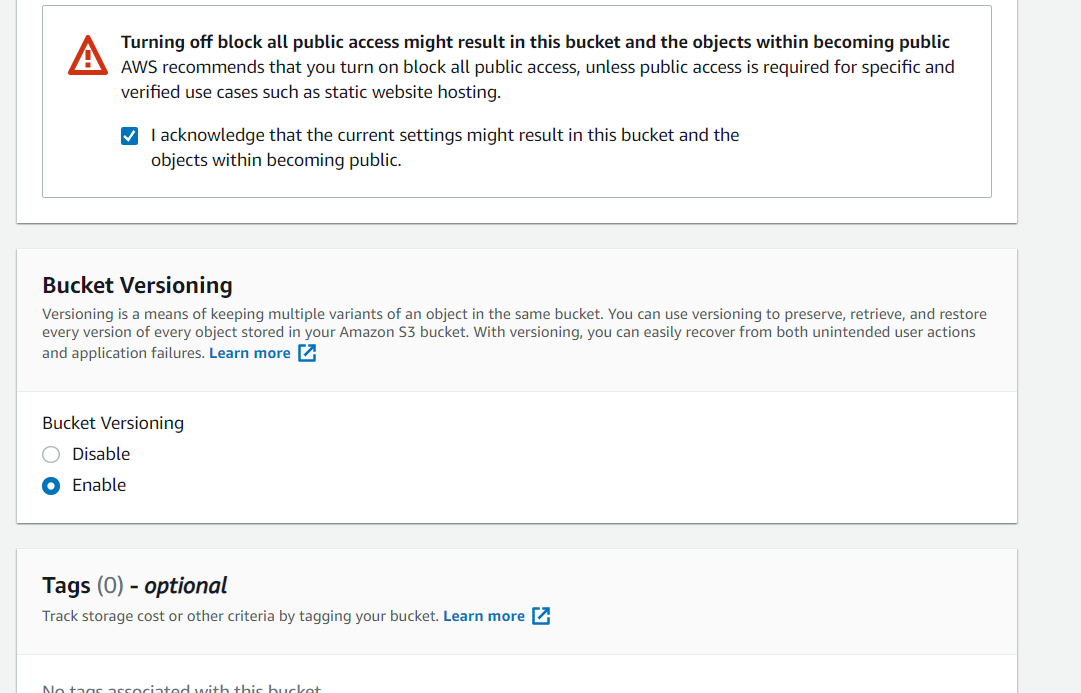 Turning off block all public access might result in this bucket and the objects within becoming public
AWS recommends that you turn on block all public access, unless public access is required for specific and
verified use cases such as static website hosting.
I acknowledge that the current settings might result in this bucket and the
objects within becoming public.
Bucket Versioning
Versioning is a means of keeping multiple variants of an object in the same bucket. You can use versioning to preserve, retrieve, and restore
every version of every object stored in your Amazon S3 bucket. With versioning, you can easily recover from both unintended user actions
and application failures. Learn more
Bucket Versioning
Disable
Enable
Tags (0) - optional
Track storage cost or other criteria by tagging your bucket. Learn more
No tags associated with this bucket.